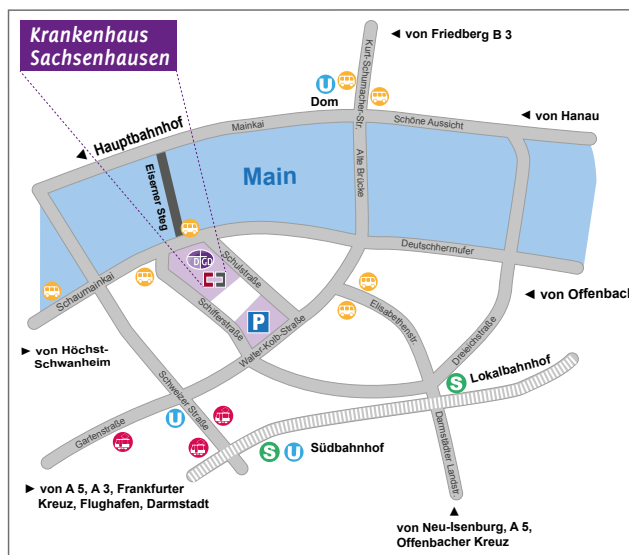 Krankenhaus
Sachsenhausen
von Friedberg B 3
Kurt-Schumacher-Str.
U
Dom
von Hanau
Schöne Aussicht
Mainkai
Hauptbahnhof
Eiserner Steg
Main
Alte Brücke
Deutschherrnufer
Schaumainkai
DGD
Schulstraße
Schifferstraße
P
Walter-Kolb-Straße
Elisabethenstr.
Dreieichstraße
von Offenbach
von Höchst-
Schwanheim
Schweizer Straße
S
Lokalbahnhof
Gartenstraße
U
S
U
Südbahnhof
Darmstädter Landstr.
von A 5, A 3, Frankfurter
Kreuz, Flughafen, Darmstadt
von Neu-Isenburg, A 5,
Offenbacher Kreuz